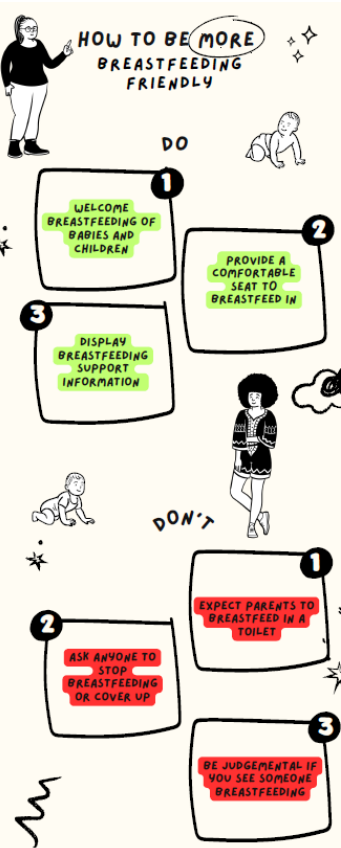 HOW TO BE MORE
BREASTFEEDING
FRIENDLY
DO
1
WELCOME
BREASTFEEDING OF
BABIES AND
CHILDREN
2
PROVIDE A
COMFORTABLE
SEAT TO
BREASTFEED IN
3
DISPLAY
BREASTFEEDING
SUPPORT
INFORMATION
DON'T
1
EXPECT PARENTS TO
BREASTFEED IN A
TOILET
2
ASK ANYONE TO
STOP
BREASTFEEDING
OR COVER UP
3
BE JUDGEMENTAL IF
YOU SEE SOMEONE
BREASTFEEDING